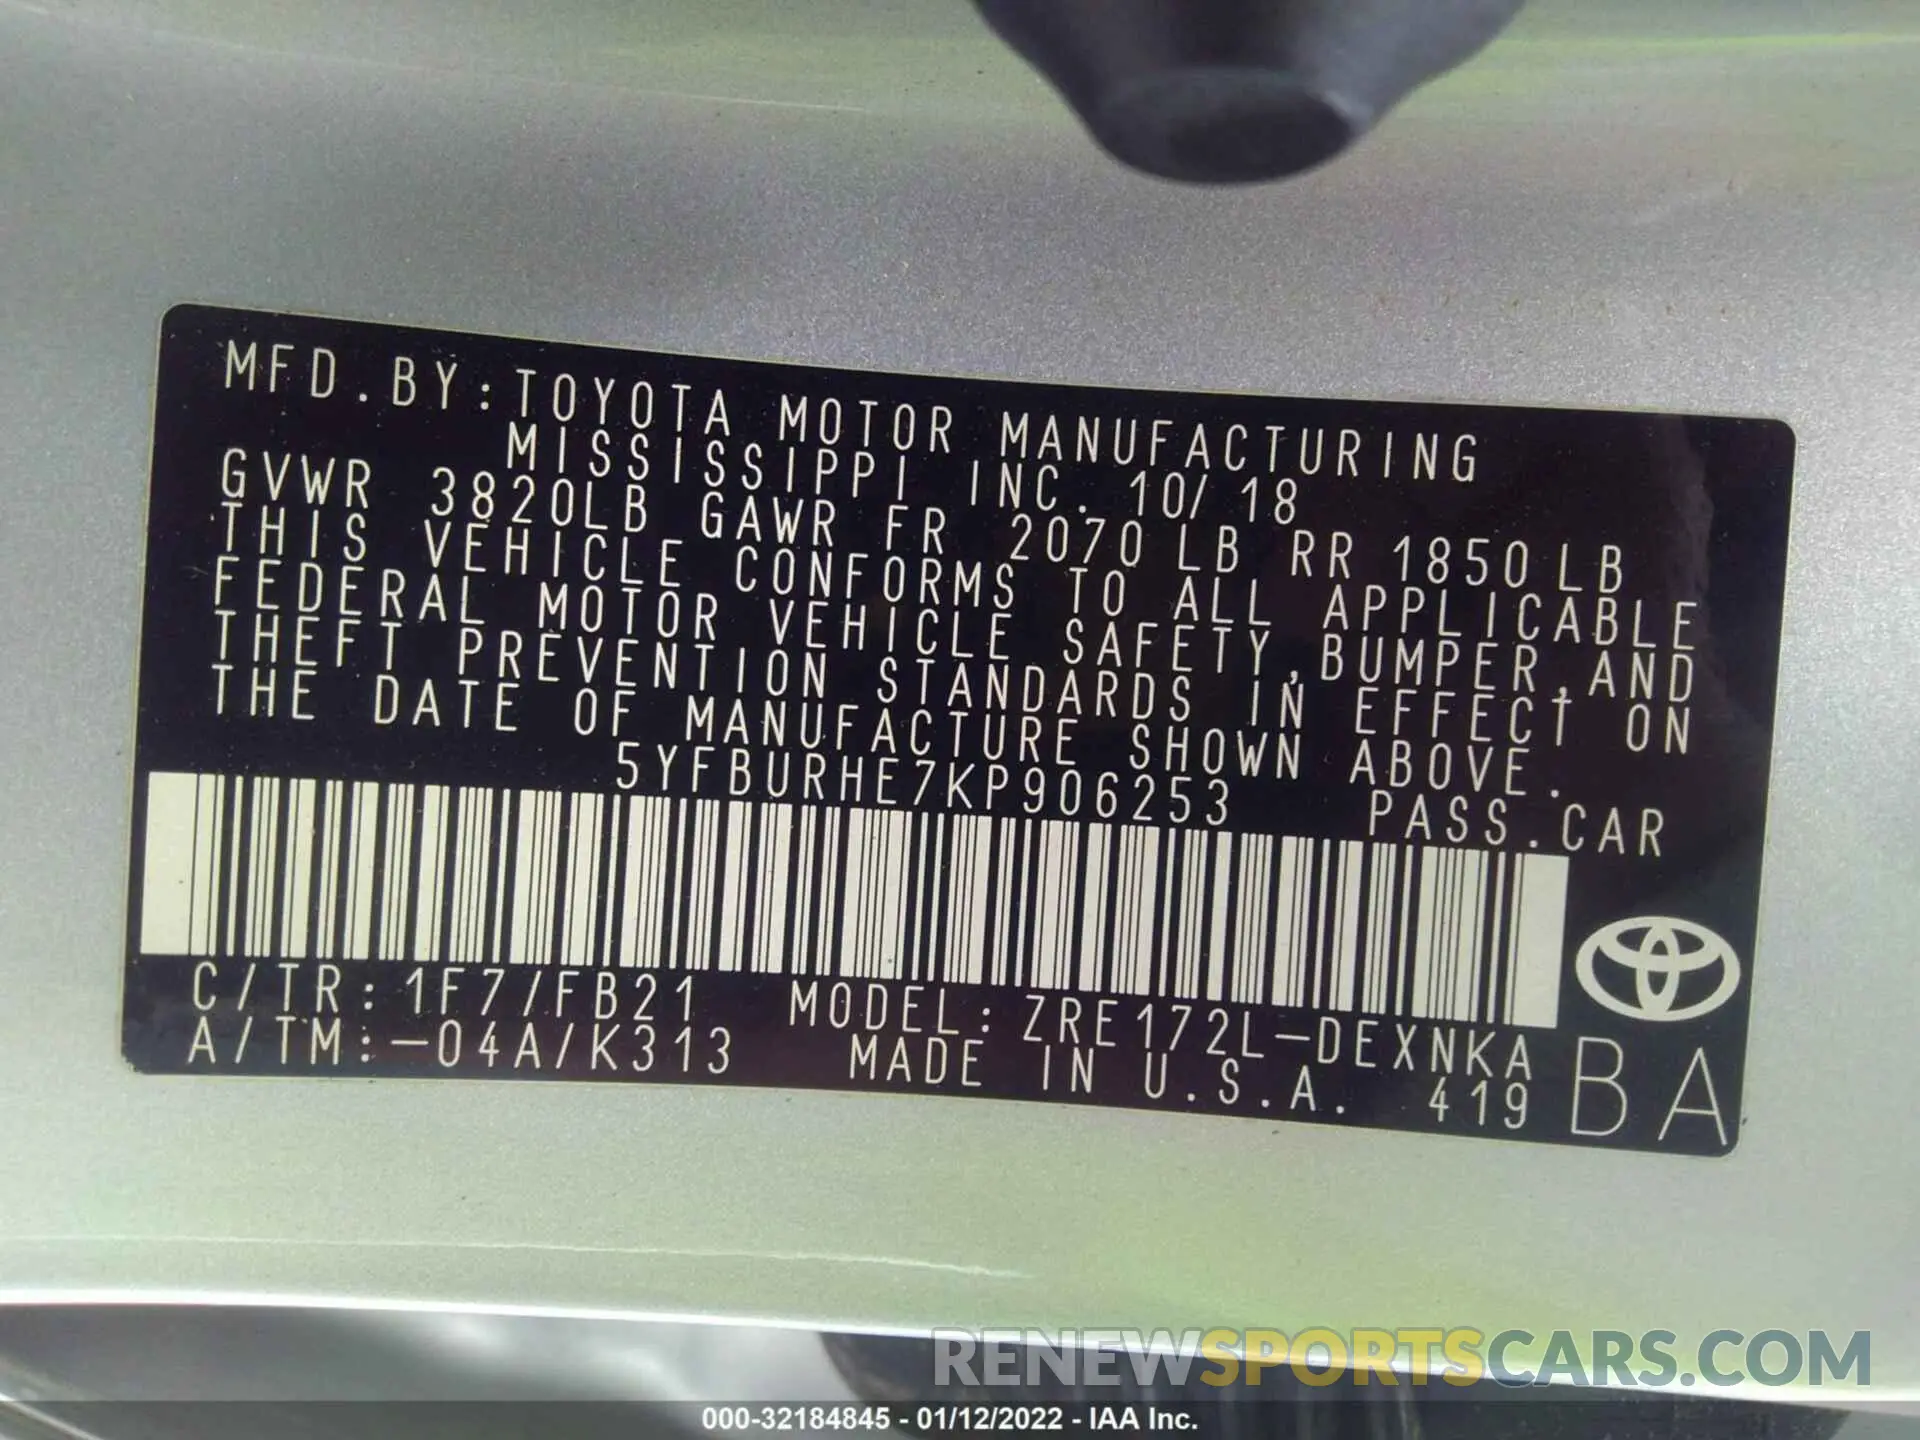 MFD.BY:TOYOTA MOTOR MANUFACTURING
MISSISSIPPI INC. 10/18
GVWR 3820LB GAWR FR 2070LB RR 1850LB
THIS VEHICLE CONFORMS TO ALL APPLICABLE
FEDERAL MOTOR VEHICLE SAFETY,BUMPER,AND
THEFT PREVENTION STANDARDS IN EFFECT ON
THE DATE OF MANUFACTURE SHOWN ABOVE.
5YFBURHE7KP906253 PASS.CAR
C/TR:1F7/FB21 MODEL:ZRE172L-DEXNKA
A/TM:-04A/K313 MADE IN U.S.A. 419 BA
RENEWSPORTSCARS.COM
000-32184845 - 01/12/2022 - IAA Inc.